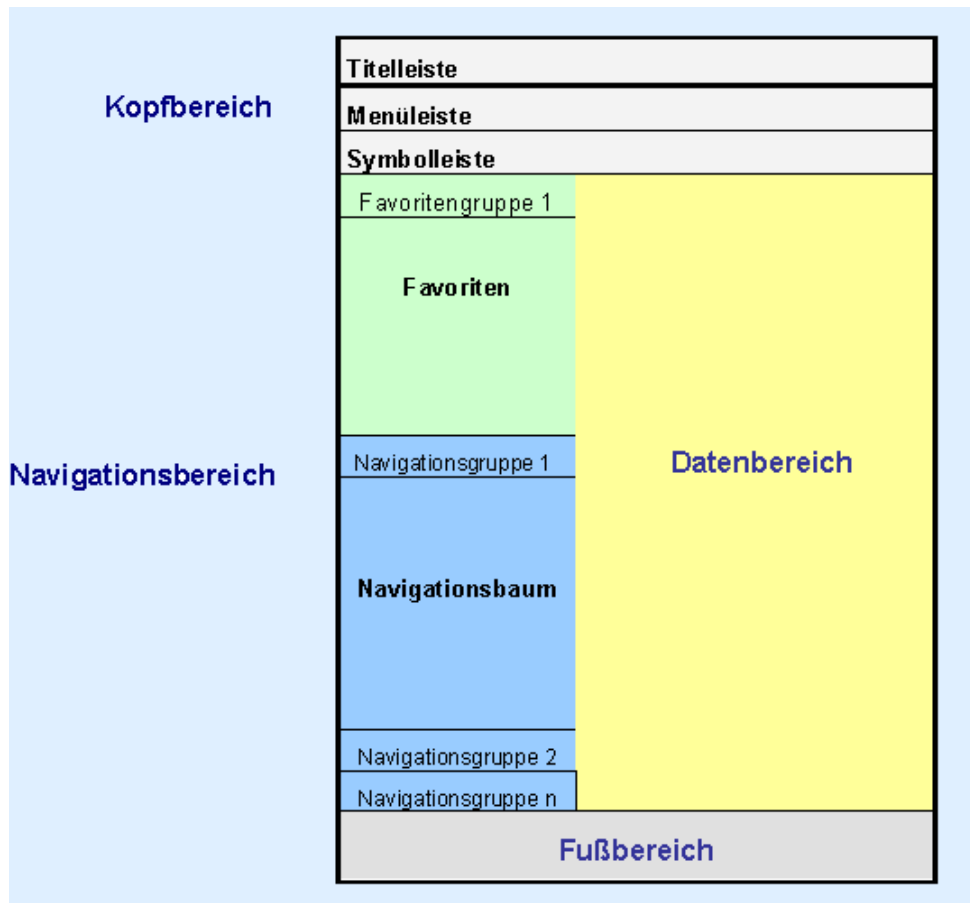 Titelleiste
Kopfbereich
Menüleiste
Symbolleiste
Favoritengruppe 1
Favoriten
Navigationsbereich
Navigationsgruppe 1
Datenbereich
Navigationsbaum
Navigationsgruppe 2
Navigationsgruppe n
Fußbereich